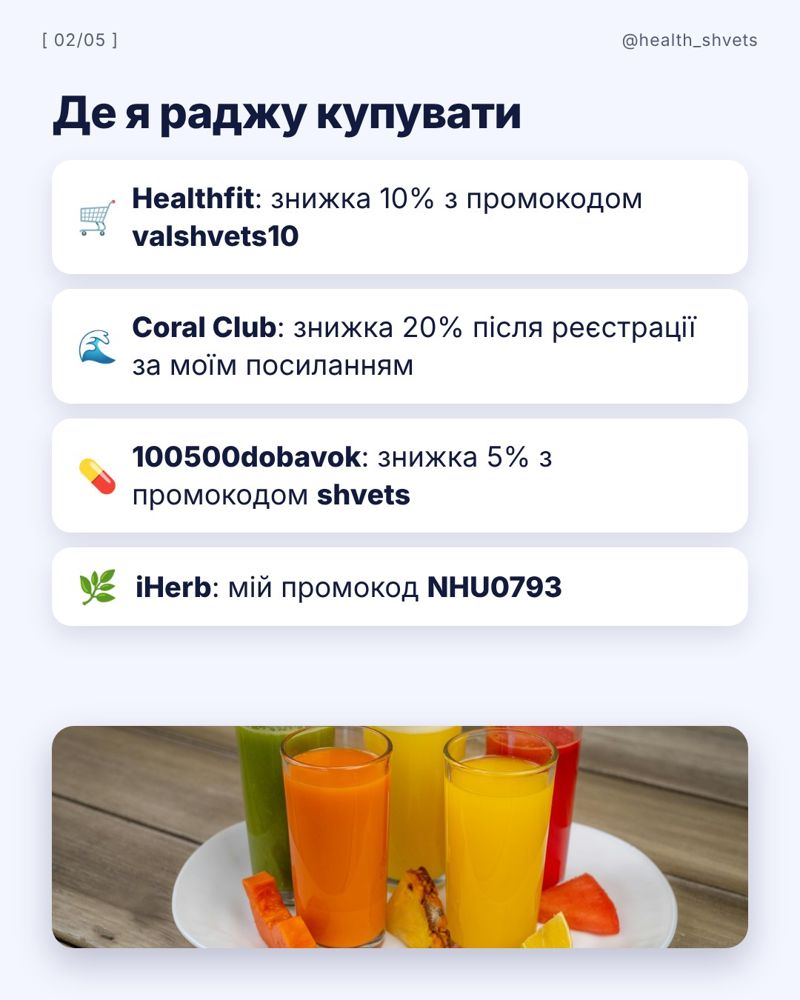 [ 02/05 ]
@health_shvets
Де я раджу купувати
Healthfit: знижка 10% з промокодом
valshvets10
Coral Club: знижка 20% після реєстрації
за моїм посиланням
100500dobavok: знижка 5% з
промокодом shvets
iHerb: мій промокод NHU0793